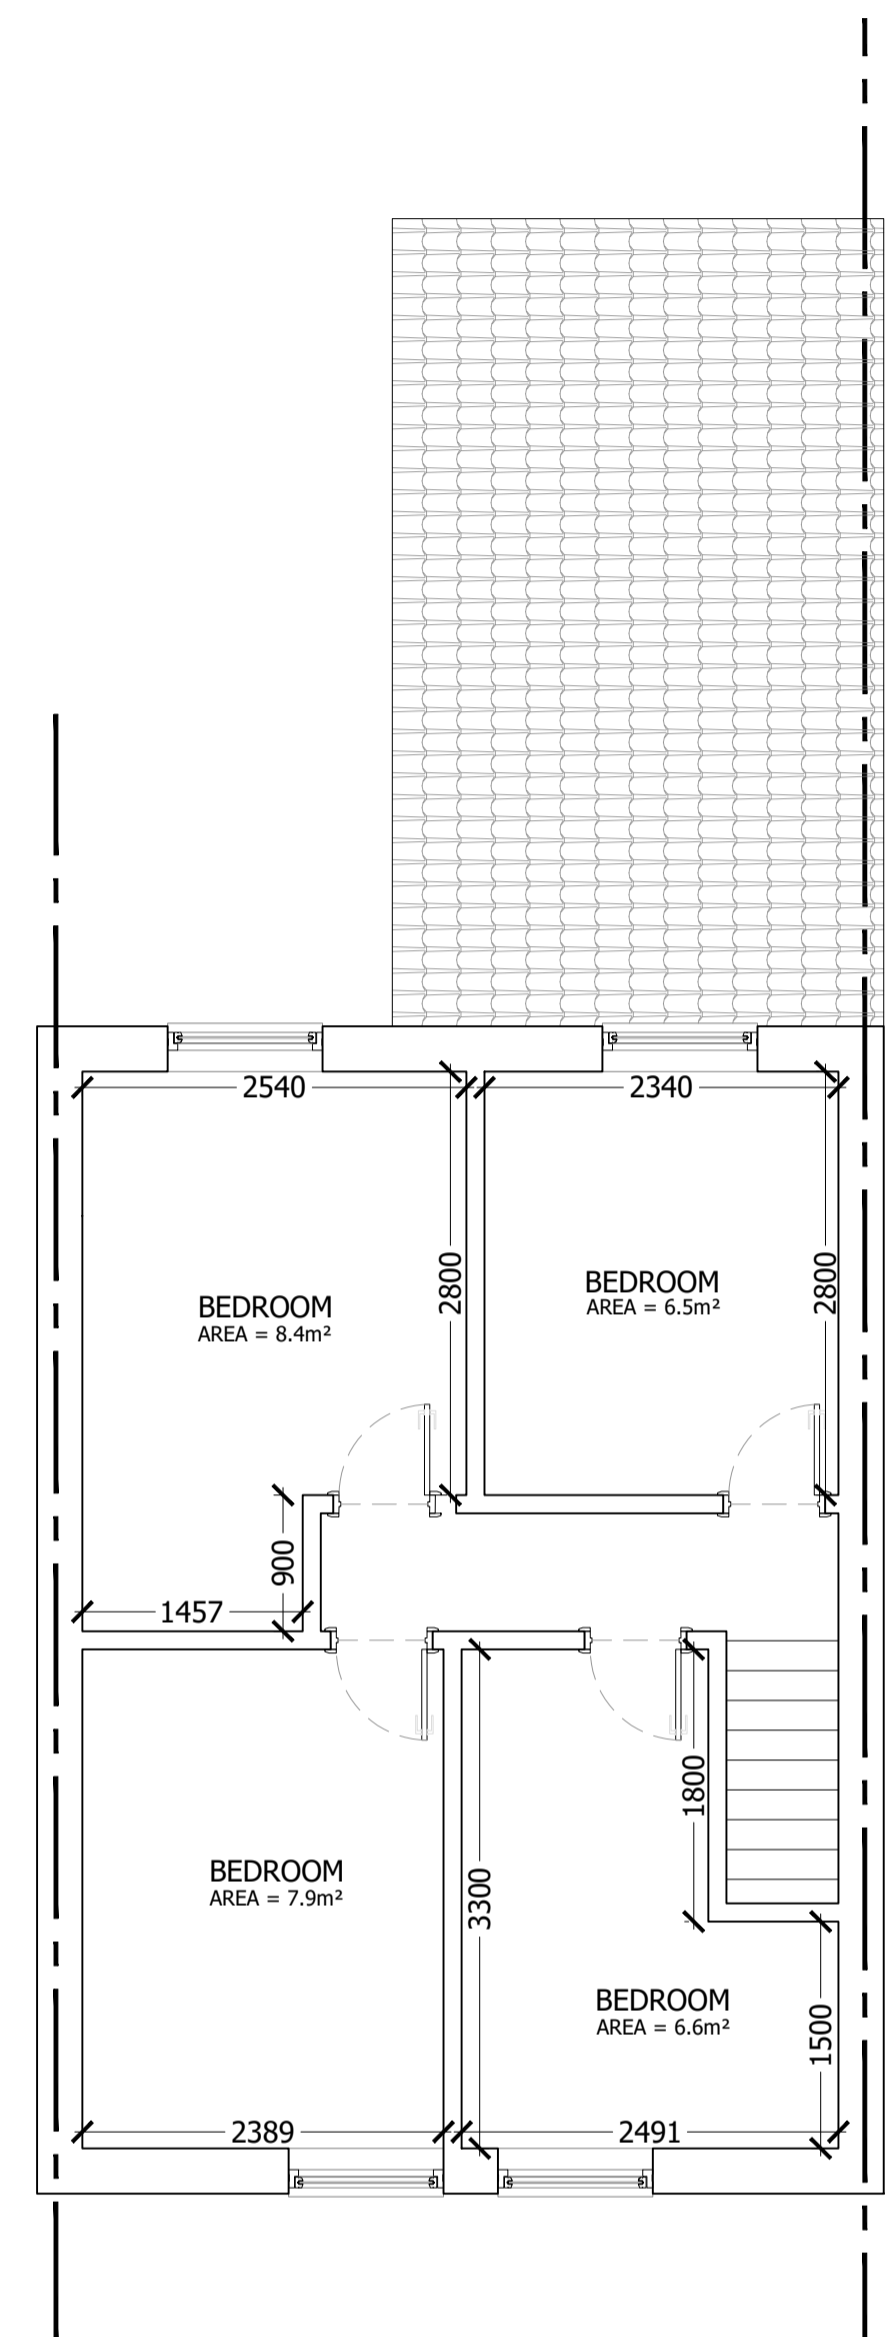 2540
2340
2800
2800
BEDROOM
AREA = 8.4m²
BEDROOM
AREA = 6.5m²
900
1457
1800
3300
BEDROOM
AREA = 7.9m²
BEDROOM
AREA = 6.6m²
1500
2389
2491